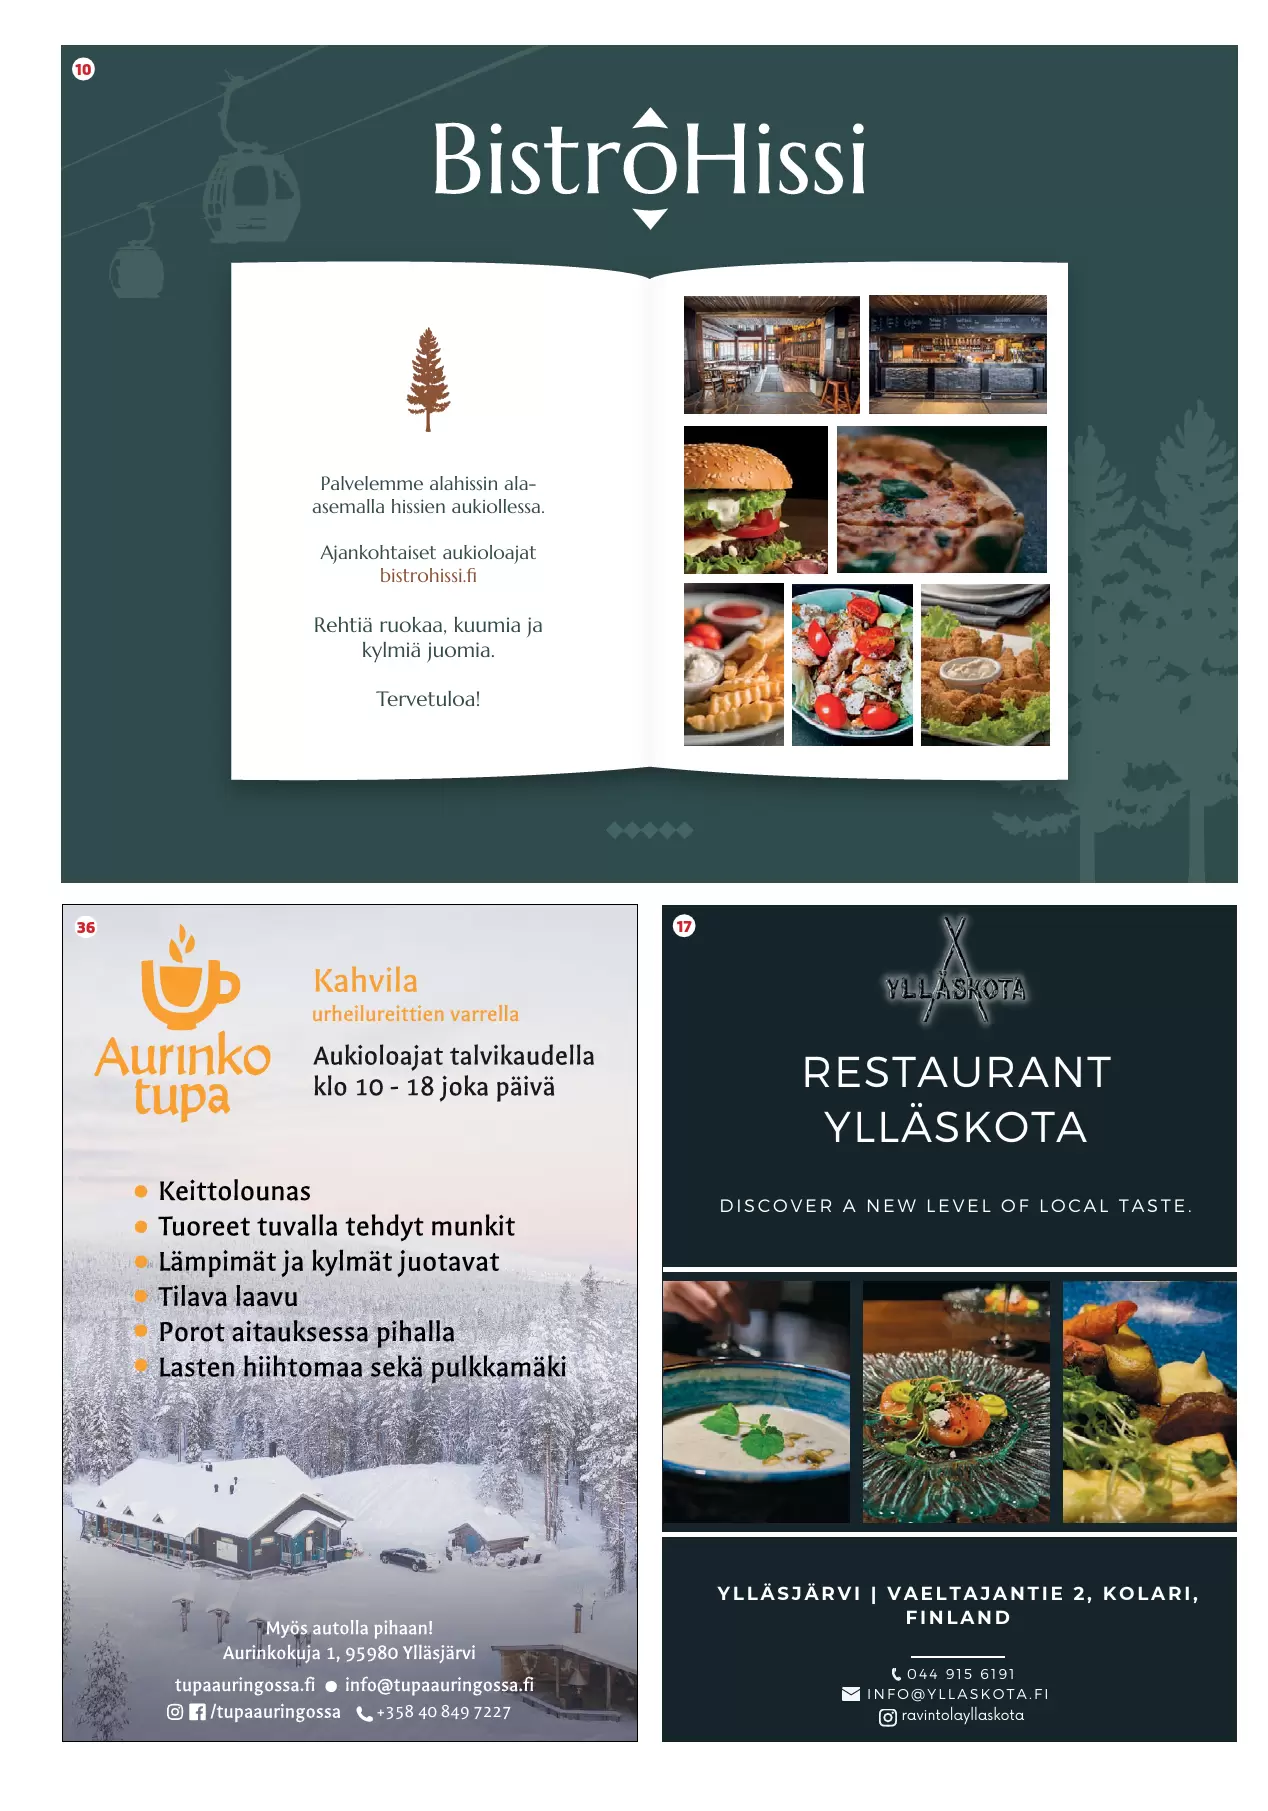 10
BistroHissi
Palvelemme alahissin ala-
asemalla hissien aukiollessa.
Ajankohtaiset aukioloajat
bistrohissi.fi
Rehtiä ruokaa, kuumia ja
kylmiä juomia.
Tervetuloa!
36
Aurinko
tupa
Kahvila
urheilureittien varrella
Aukioloajat talvikaudella
klo 10 - 18 joka päivä
Keittolounas
Tuoreet tuvalla tehdyt munkit
Lämpimät ja kylmät juotavat
Tilava laavu
Porot aitauksessa pihalla
Lasten hiihtomaa sekä pulkkamäki
Myös autolla pihaan!
Aurinkokuja 1, 95980 Ylläsjärvi
tupaauringossa.fi ● info@tupaauringossa.fi
/tupaauringossa +358 40 849 7227
17
YLLÄSKOTA
RESTAURANT
YLLÄSKOTA
DISCOVER A NEW LEVEL OF LOCAL TASTE.
YLLÄSJÄRVI | VAELTAJANTIE 2, KOLARI,
FINLAND
044 915 6191
INFO@YLLASKOTA.FI
ravintolayllaskota